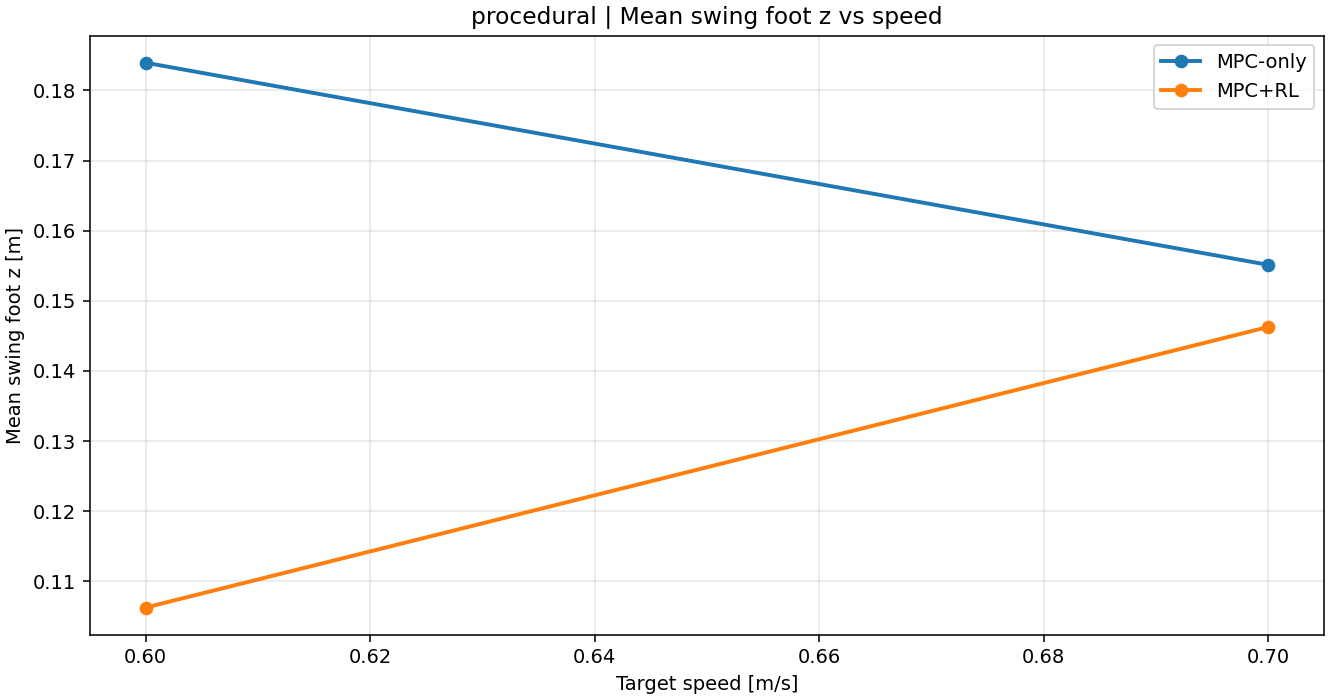 procedural | Mean swing foot z vs speed
MPC-only
MPC+RL
Mean swing foot z [m]
0.18
0.17
0.16
0.15
0.14
0.13
0.12
0.11
0.60 0.62 0.64 0.66 0.68 0.70
Target speed [m/s]